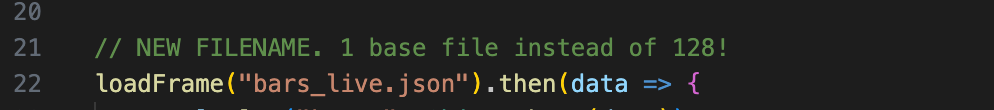 20
21 // NEW FILENAME. 1 base file instead of 128!
22 loadFrame("bars_live.json").then(data => {